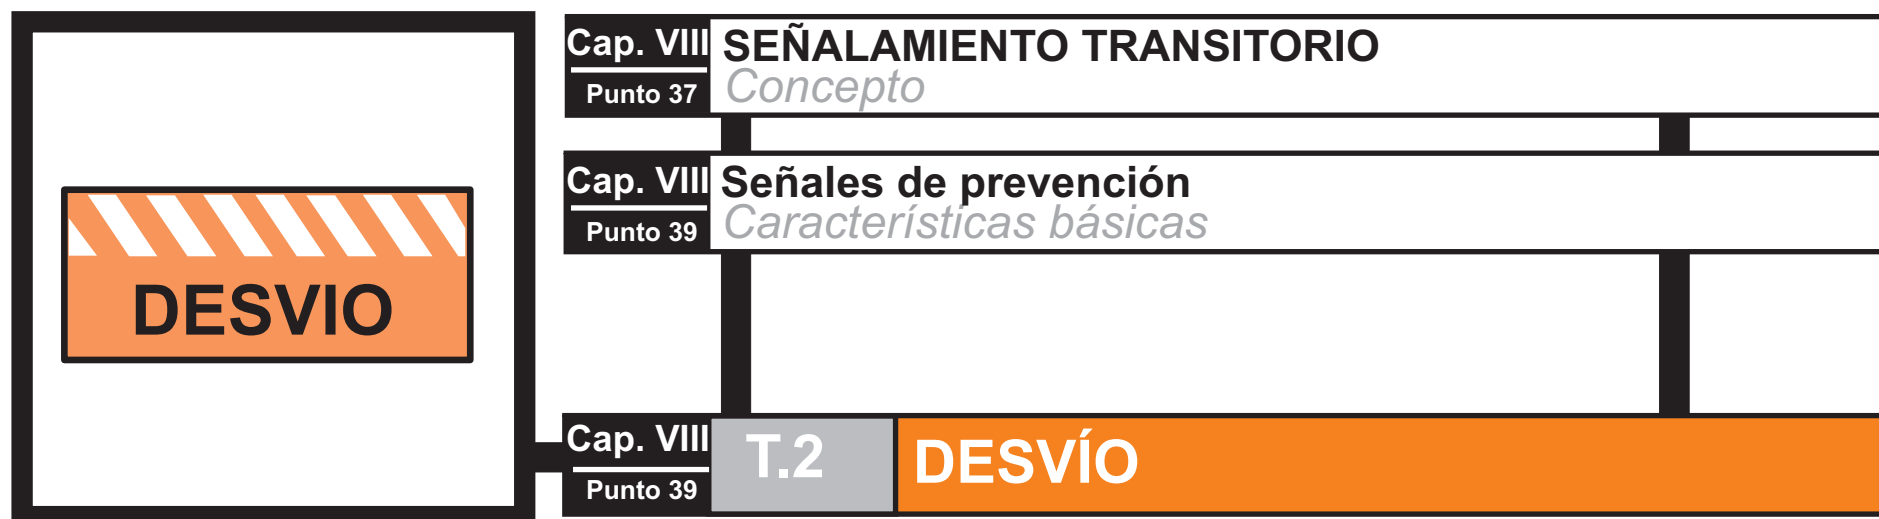 DESVIO
Cap. VIII
Punto 37
SEÑALAMIENTO TRANSITORIO
Concepto
Cap. VIII
Punto 39
Señales de prevención
Características básicas
Cap. VIII
Punto 39
T.2
DESVÍO